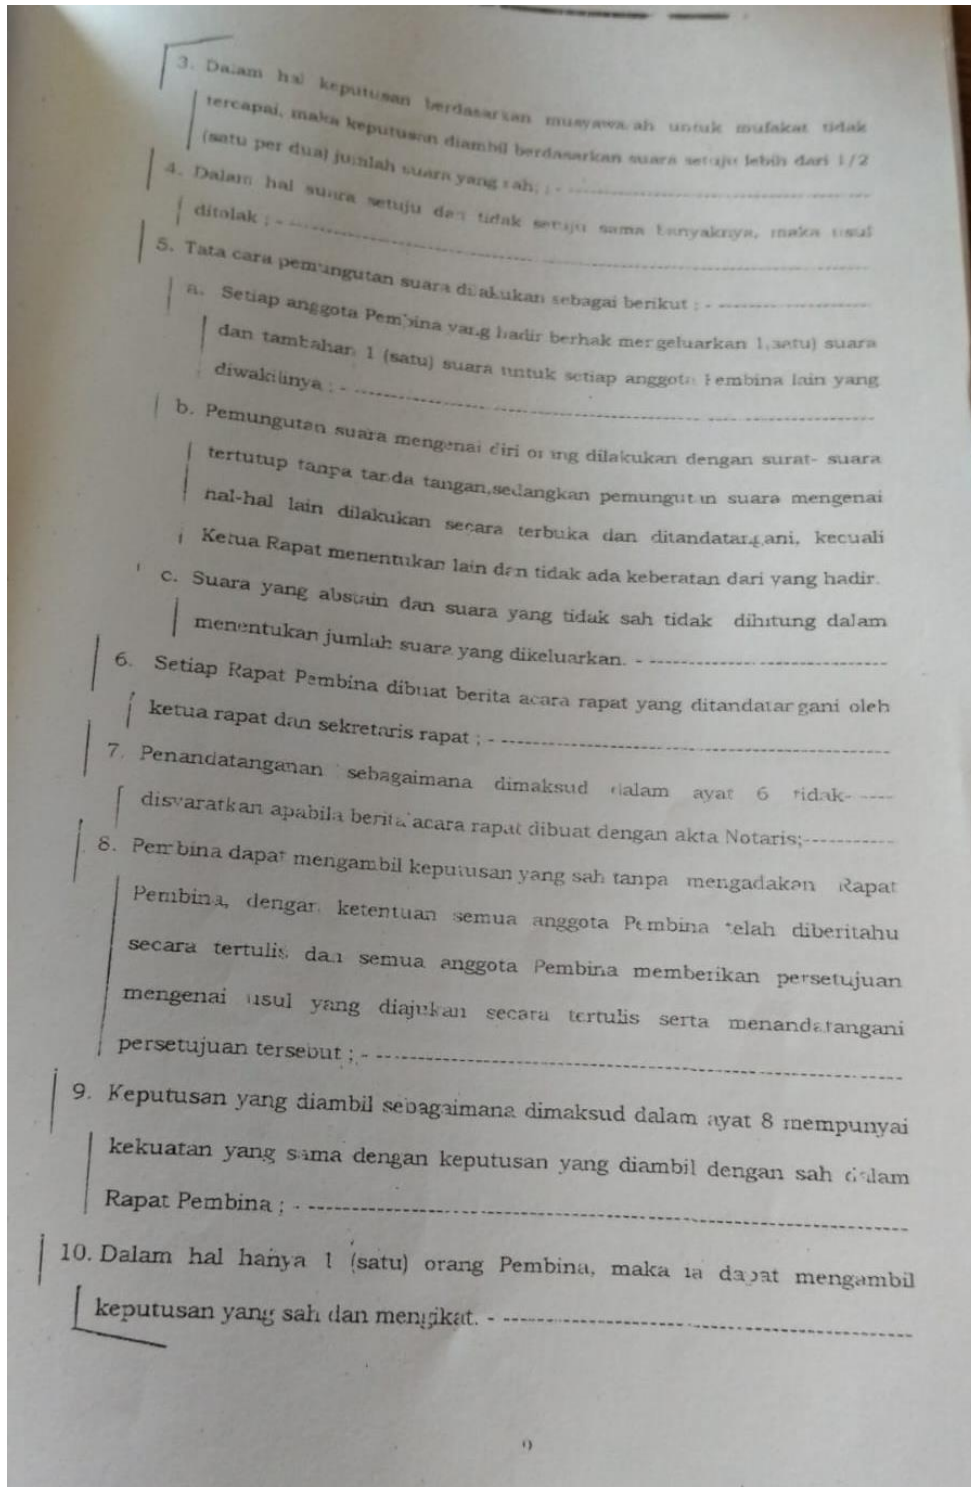 3. Dalam hal keputusan berdasarkan musyawarah untuk mufakat tidak
tercapai, maka keputusan diambil berdasarkan suara setuju lebih dari 1/2
(satu per dua) jumlah suara yang sah; ; -
4. Dalam hal suara setuju dan tidak setuju sama banyaknya, maka usul
ditolak ; -
5. Tata cara pemungutan suara dilakukan sebagai berikut : -
a. Setiap anggota Pembina yang hadir berhak mengeluarkan 1(satu) suara
dan tambahan 1 (satu) suara untuk setiap anggota Pembina lain yang
diwakilinya ; -
b. Pemungutan suara mengenai diri orang dilakukan dengan surat- suara
tertutup tanpa tanda tangan,sedangkan pemungutan suara mengenai
hal-hal lain dilakukan secara terbuka dan ditandatangani, kecuali
Ketua Rapat menentukan lain dan tidak ada keberatan dari yang hadir.
c. Suara yang abstain dan suara yang tidak sah tidak dihitung dalam
menentukan jumlah suara yang dikeluarkan. -
6. Setiap Rapat Pembina dibuat berita acara rapat yang ditandatangani oleh
ketua rapat dan sekretaris rapat ; -
7. Penandatanganan sebagaimana dimaksud dalam ayat 6 tidak-
disyaratkan apabila berita acara rapat dibuat dengan akta Notaris;-
8. Pembina dapat mengambil keputusan yang sah tanpa mengadakan Rapat
Pembina, dengan ketentuan semua anggota Pembina telah diberitahu
secara tertulis dan semua anggota Pembina memberikan persetujuan
mengenai usul yang diajukan secara tertulis serta menandatangani
persetujuan tersebut ; -
9. Keputusan yang diambil sebagaimana dimaksud dalam ayat 8 mempunyai
kekuatan yang sama dengan keputusan yang diambil dengan sah dalam
Rapat Pembina ; -
10. Dalam hal hanya 1 (satu) orang Pembina, maka ia dapat mengambil
keputusan yang sah dan mengikat. -
9